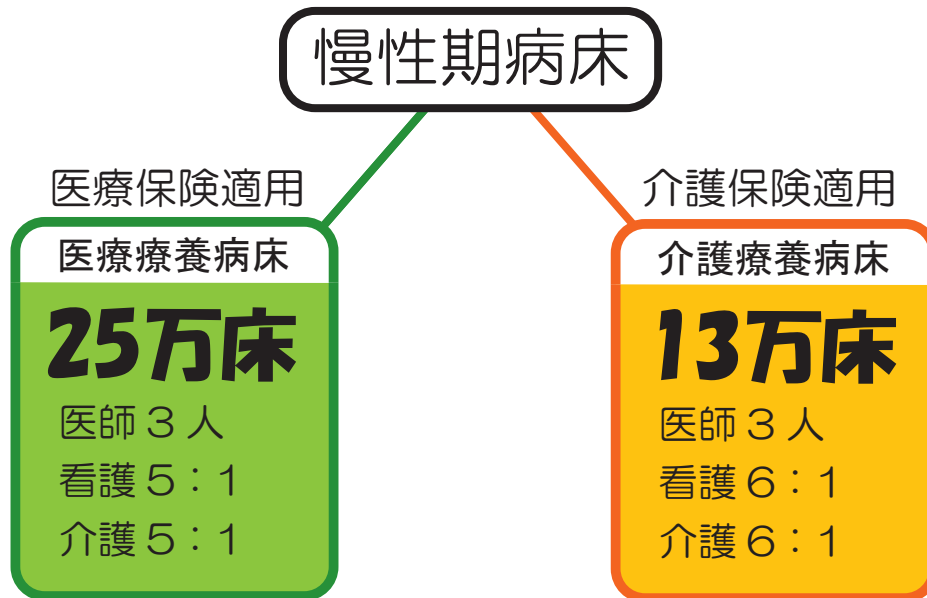 慢性期病床
医療保険適用
医療療養病床
25万床
医師3人
看護5：1
介護5：1
介護保険適用
介護療養病床
13万床
医師3人
看護6：1
介護6：1